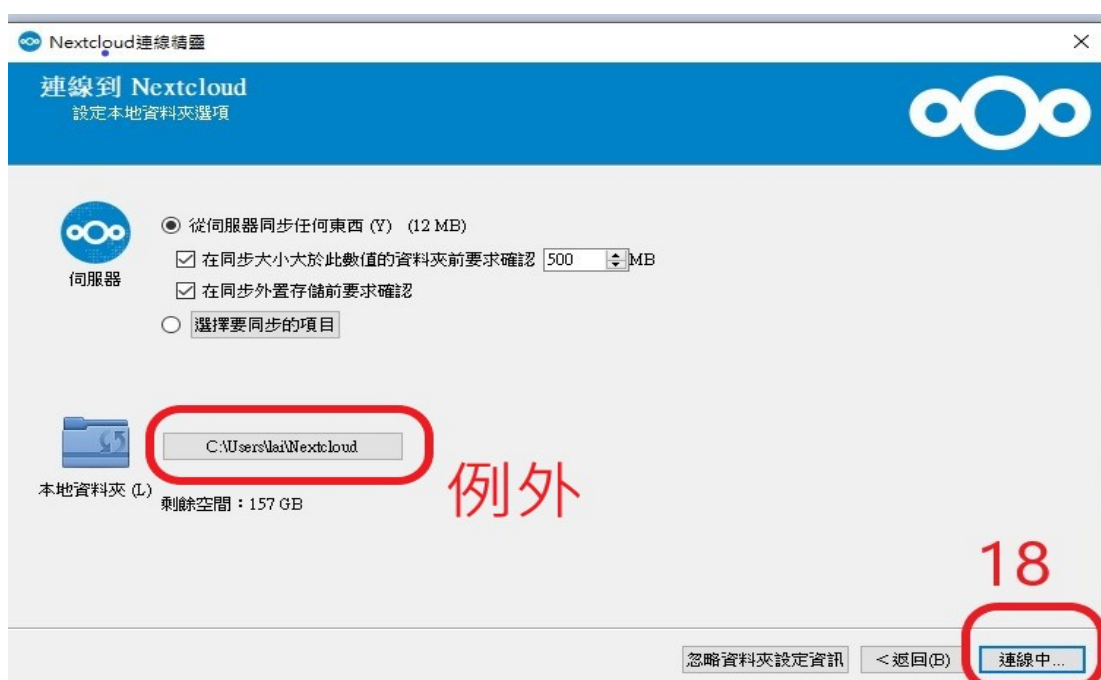 Nextcloud連線精靈
連線到 Nextcloud
設定本地資料夾選項
伺服器
從伺服器同步任何東西 (Y) (12 MB)
在同步大小大於此數值的資料夾前要求確認 500 MB
在同步外置存儲前要求確認
選擇要同步的項目
C:\Users\lai\Nextcloud
例外
本地資料夾 (L)
剩餘空間：157 GB
18
忽略資料夾設定資訊 <返回(B) 連線中...